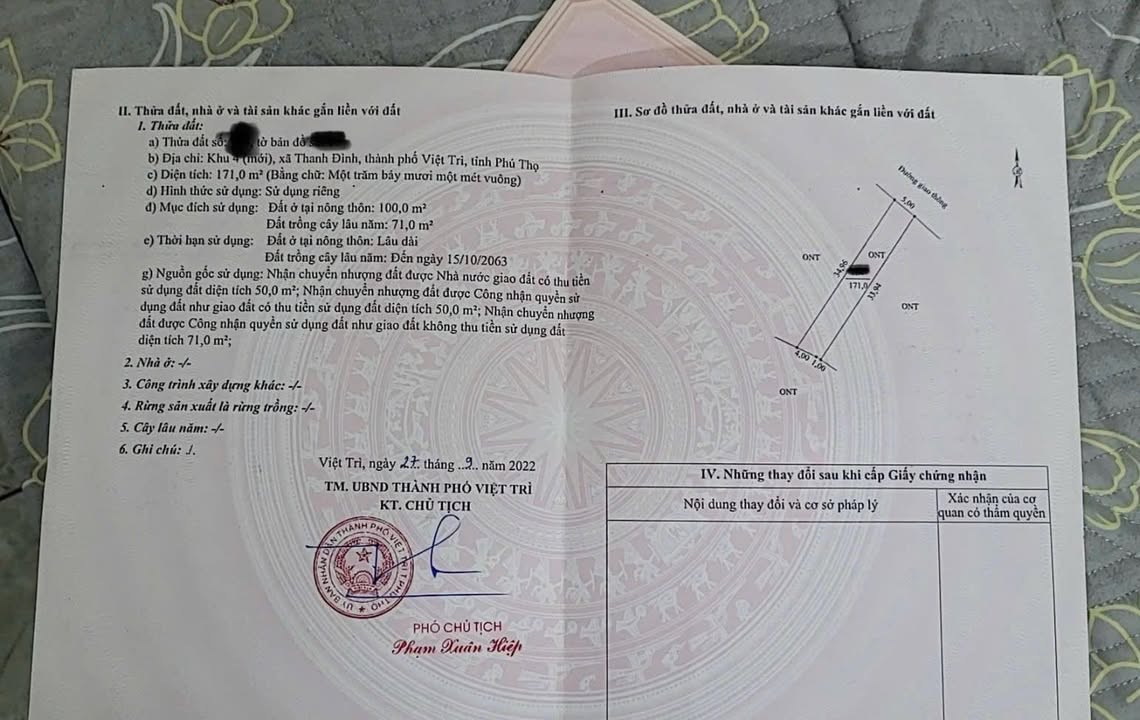 II. Thửa đất, nhà ở và tài sản khác gắn liền với đất
1. Thửa đất:
a) Thửa đất số: tờ bản đồ
b) Địa chỉ: Khu 4 (mới), xã Thanh Đình, thành phố Việt Trì, tỉnh Phú Thọ
c) Diện tích: 171,0 m² (Bằng chữ: Một trăm bảy mươi một mét vuông)
d) Hình thức sử dụng: Sử dụng riêng
đ) Mục đích sử dụng: Đất ở tại nông thôn: 100,0 m²
Đất trồng cây lâu năm: 71,0 m²
e) Thời hạn sử dụng: Đất ở tại nông thôn: Lâu dài
Đất trồng cây lâu năm: Đến ngày 15/10/2063
g) Nguồn gốc sử dụng: Nhận chuyển nhượng đất được Nhà nước giao đất có thu tiền
sử dụng đất diện tích 50,0 m²; Nhận chuyển nhượng đất được Công nhận quyền sử
dụng đất như giao đất có thu tiền sử dụng đất diện tích 50,0 m²; Nhận chuyển nhượng
đất được Công nhận quyền sử dụng đất như giao đất không thu tiền sử dụng đất
diện tích 71,0 m²;
2. Nhà ở: -/-
3. Công trình xây dựng khác: -/-
4. Rừng sản xuất là rừng trồng: -/-
5. Cây lâu năm: -/-
6. Ghi chú: ./.
Việt Trì, ngày 27 tháng ..9.. năm 2022
TM. UBND THÀNH PHỐ VIỆT TRÌ
KT. CHỦ TỊCH
ỦY BAN NHÂN DÂN THÀNH PHỐ VIỆT TRÌ T. PHÚ THỌ
PHÓ CHỦ TỊCH
Phạm Xuân Hiệp
III. Sơ đồ thửa đất, nhà ở và tài sản khác gắn liền với đất
Đường giao thông
5,00
ONT
ONT
34,96
171,0
33,94
ONT
4,00
1,00
ONT
IV. Những thay đổi sau khi cấp Giấy chứng nhận
Nội dung thay đổi và cơ sở pháp lý
Xác nhận của cơ
quan có thẩm quyền